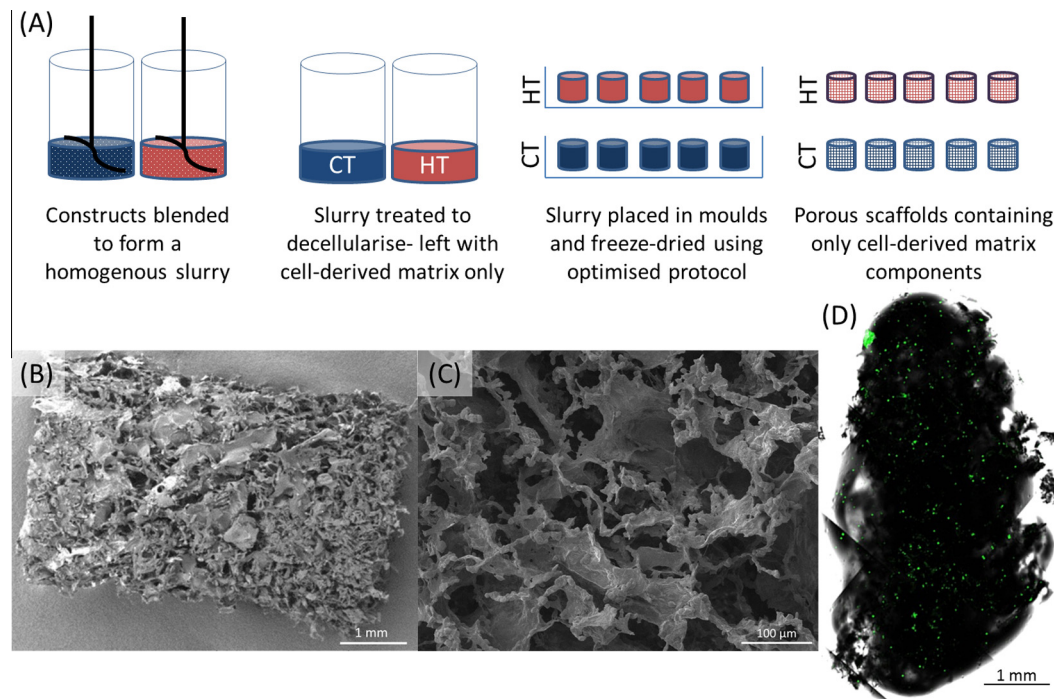 (A)
CT
HT
HT
CT
Constructs blended
to form a
homogenous slurry
Slurry treated to
decellularise- left with
cell-derived matrix only
Slurry placed in moulds
and freeze-dried using
optimised protocol
HT
CT
Porous scaffolds containing
only cell-derived matrix
components
(B)
1 mm
(C)
100 µm
(D)
1 mm